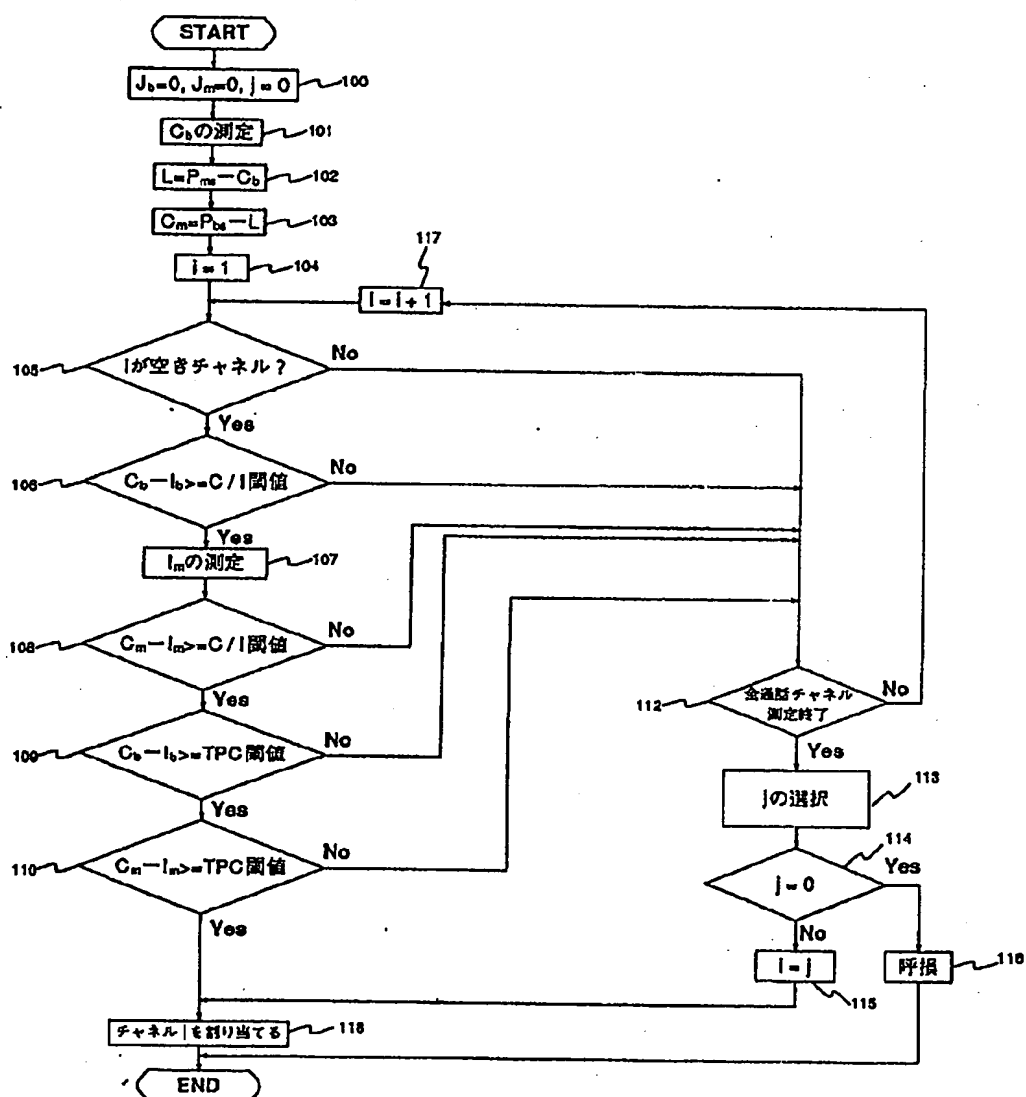 START
J_b=0, J_m=0, j=0
100
C_bの測定
101
L=P_ms−C_b
102
C_m=P_bs−L
103
i=1
104
117
i=i+1
iが空きチャネル?
105
No
Yes
C_b−I_b>=C/I閾値
106
No
Yes
I_mの測定
107
C_m−I_m>=C/I閾値
108
No
Yes
C_b−I_b>=TPC閾値
109
No
Yes
C_m−I_m>=TPC閾値
110
No
Yes
全通話チャネル
測定終了
112
No
Yes
jの選択
113
114
j=0
Yes
No
i=j
115
呼損
116
チャネルiを割り当てる
118
END